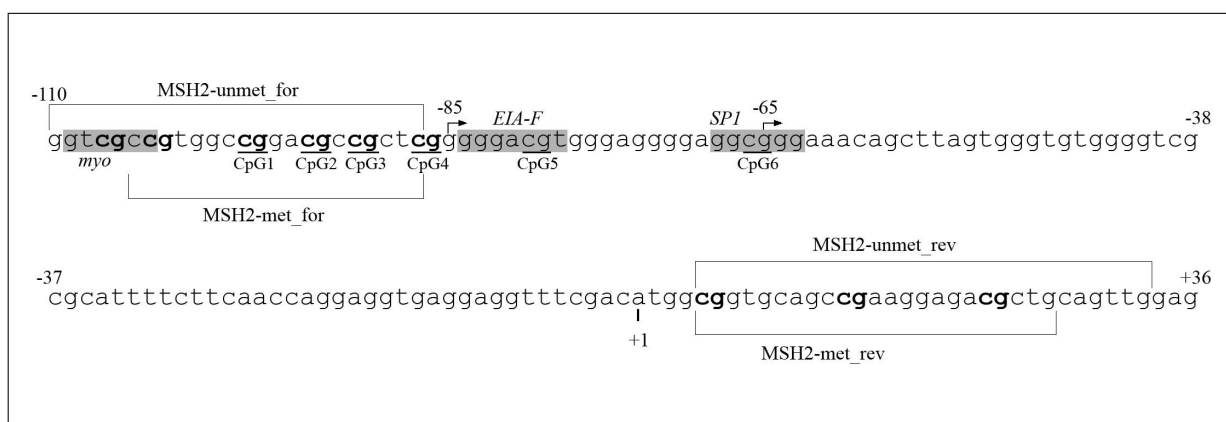 MSH2-unmet_for
-110
-85
EIA-F
SP1
-65
-38
ggtcgccgtggccggacgccgctcgggggacgtgggaggggaggcgggaaacagcttagtgggtgtggggtcg
myo
CpG1
CpG2
CpG3
CpG4
CpG5
CpG6
MSH2-met_for
MSH2-unmet_rev
-37
+36
cgcattttcttcaaccaggaggtgaggaggtttcgacatggcggtgcagccgaaggagacgctgcagttggag
+1
MSH2-met_rev